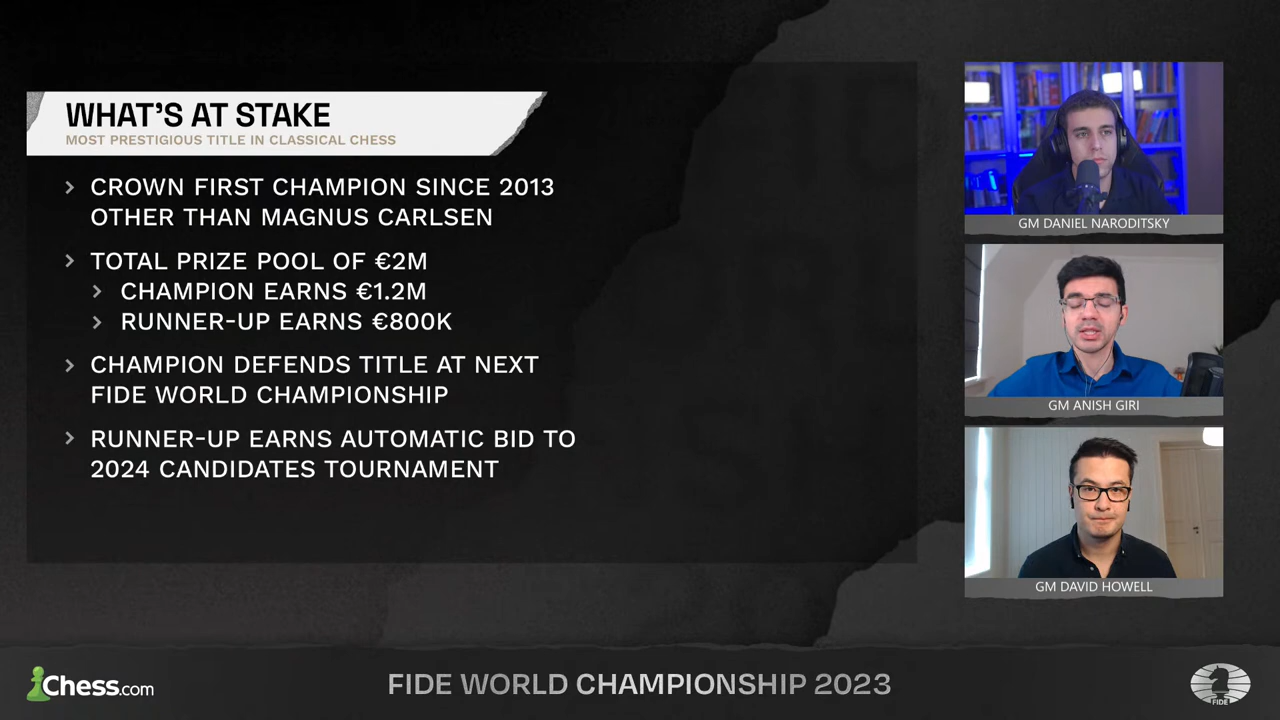 WHAT'S AT STAKE
MOST PRESTIGIOUS TITLE IN CLASSICAL CHESS
CROWN FIRST CHAMPION SINCE 2013
OTHER THAN MAGNUS CARLSEN
TOTAL PRIZE POOL OF €2M
CHAMPION EARNS €1.2M
RUNNER-UP EARNS €800K
CHAMPION DEFENDS TITLE AT NEXT
FIDE WORLD CHAMPIONSHIP
RUNNER-UP EARNS AUTOMATIC BID TO
2024 CANDIDATES TOURNAMENT
GM DANIEL NARODITSKY
GM ANISH GIRI
GM DAVID HOWELL
Chess.com
FIDE WORLD CHAMPIONSHIP 2023
FIDE